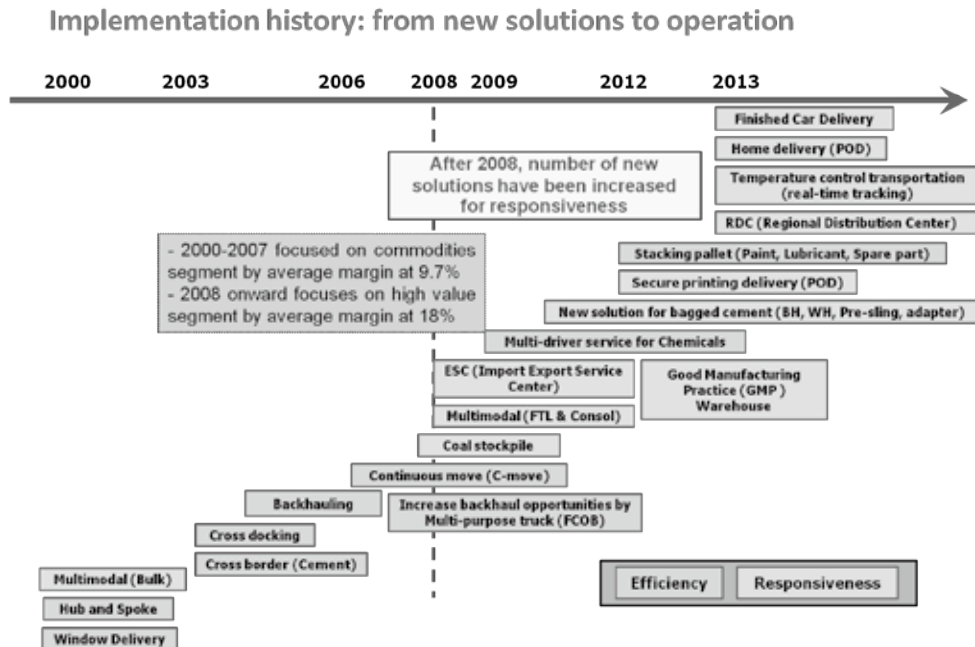 Implementation history: from new solutions to operation
2000 2003 2006 2008 2009 2012 2013
Finished Car Delivery
Home delivery (POD)
After 2008, number of new
solutions have been increased
for responsiveness
Temperature control transportation
(real-time tracking)
RDC (Regional Distribution Center)
- 2000-2007 focused on commodities
segment by average margin at 9.7%
- 2008 onward focuses on high value
segment by average margin at 18%
Stacking pallet (Paint, Lubricant, Spare part)
Secure printing delivery (POD)
New solution for bagged cement (BH, WH, Pre-sling, adapter)
Multi-driver service for Chemicals
ESC (Import Export Service
Center)
Good Manufacturing
Practice (GMP )
Warehouse
Multimodal (FTL & Consol)
Coal stockpile
Continuous move (C-move)
Backhauling
Increase backhaul opportunities by
Multi-purpose truck (FCOB)
Cross docking
Cross border (Cement)
Multimodal (Bulk)
Hub and Spoke
Window Delivery
Efficiency
Responsiveness